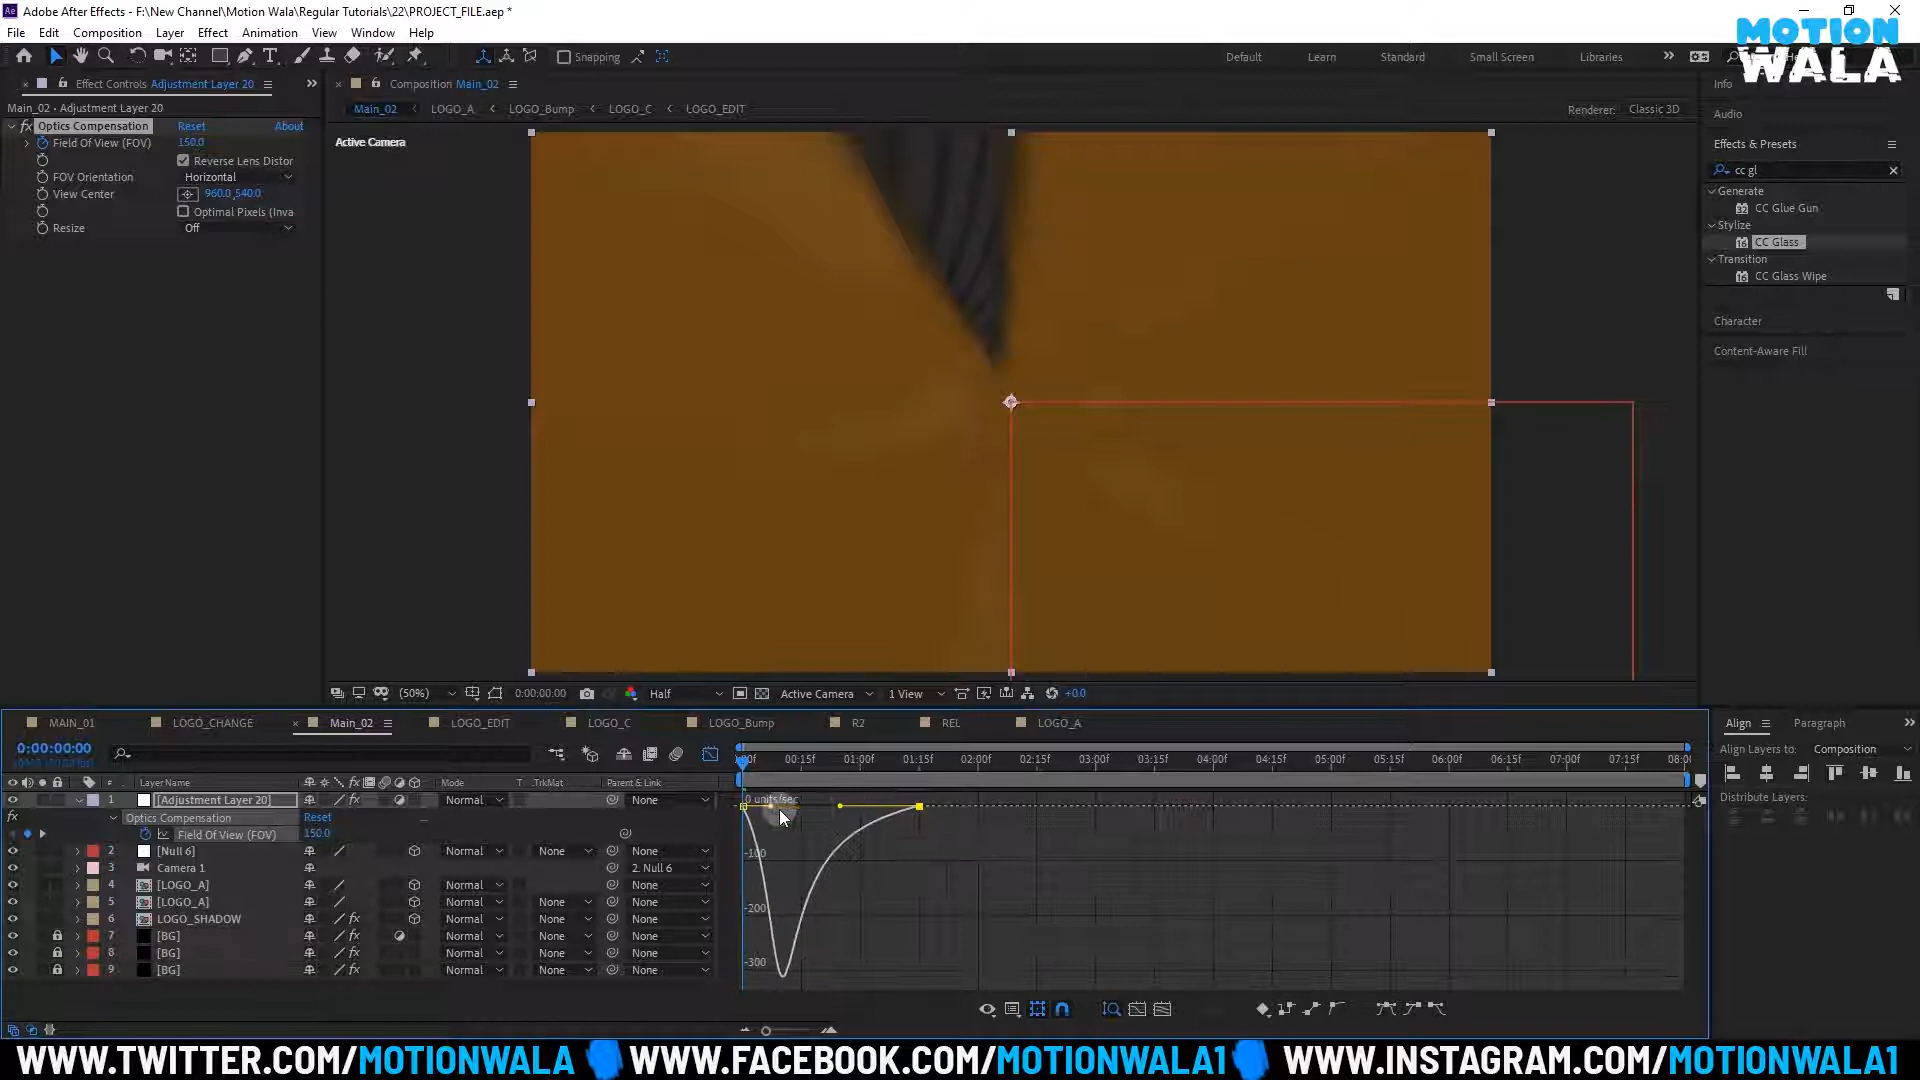 Adobe After Effects - F:\New Channel\Motion Wala\Regular Tutorials\22\PROJECT_FILE.aep *
File Edit Composition Layer Effect Animation View Window Help
MOTION
WALA
Snapping
Default Learn Standard Small Screen Libraries
Effect Controls Adjustment Layer 20
Composition Main_02
Info
Main_02 • Adjustment Layer 20
Main_02 LOGO_A LOGO_Bump LOGO_C LOGO_EDIT
Renderer: Classic 3D
Audio
fx Optics Compensation Reset About
Field Of View (FOV) 150.0
Reverse Lens Distor
FOV Orientation Horizontal
View Center 960.0,540.0
Optimal Pixels (Inva
Resize Off
Active Camera
Effects & Presets
cc gl
Generate
CC Glue Gun
Stylize
CC Glass
Transition
CC Glass Wipe
Character
Content-Aware Fill
(50%) 0:00:00:00 Half Active Camera 1 View +0.0
MAIN_01 LOGO_CHANGE Main_02 LOGO_EDIT LOGO_C LOGO_Bump R2 REL LOGO_A
Align Paragraph
0:00:00:00
Align Layers to: Composition
00:15f 01:00f 01:15f 02:00f 02:15f 03:00f 03:15f 04:00f 04:15f 05:00f 05:15f 06:00f 06:15f 07:00f 07:15f 08:0
# Layer Name Mode T TrkMat Parent & Link
Distribute Layers:
1 [Adjustment Layer 20] Normal None
Optics Compensation Reset
Field Of View (FOV) 150.0
2 [Null 6] Normal None None
3 Camera 1 2. Null 6
4 [LOGO_A] Normal None
5 [LOGO_A] Normal None None
6 LOGO_SHADOW Normal None None
7 [BG] Normal None None
8 [BG] Normal None None
9 [BG] Normal None None
0 units/sec
-100
-200
-300
WWW.TWITTER.COM/MOTIONWALA WWW.FACEBOOK.COM/MOTIONWALA1 WWW.INSTAGRAM.COM/MOTIONWALA1